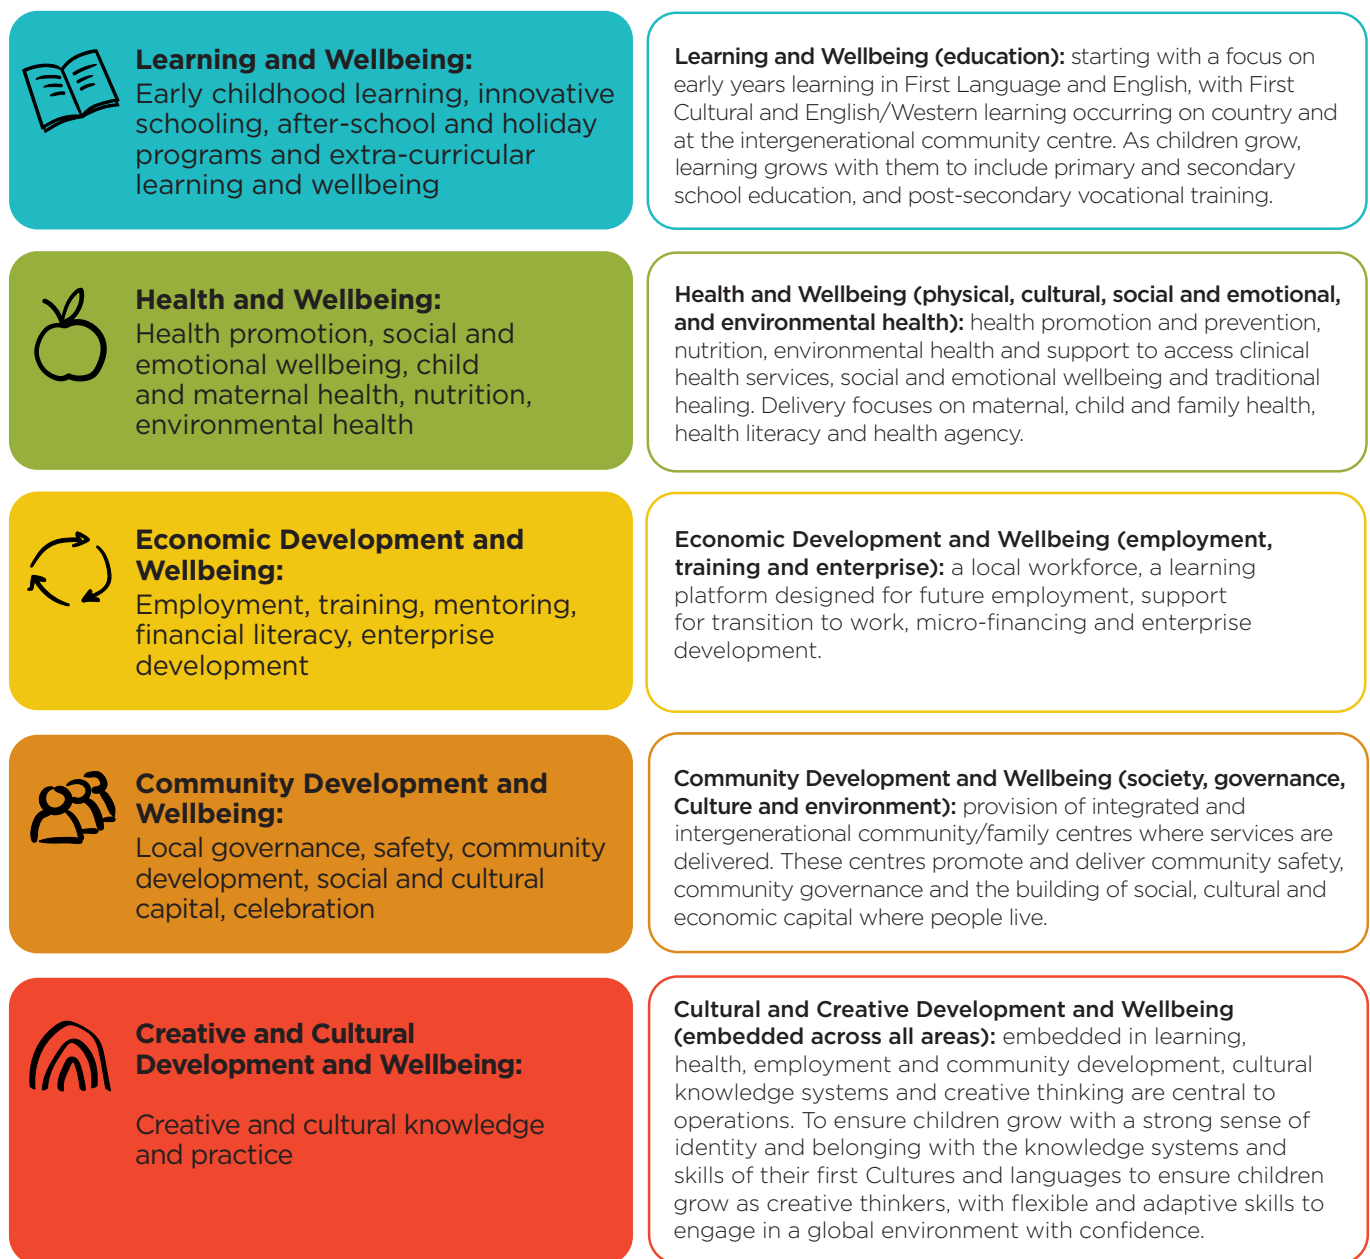 Learning and Wellbeing:
Early childhood learning, innovative
schooling, after-school and holiday
programs and extra-curricular
learning and wellbeing
Learning and Wellbeing (education): starting with a focus on
early years learning in First Language and English, with First
Cultural and English/Western learning occurring on country and
at the intergenerational community centre. As children grow,
learning grows with them to include primary and secondary
school education, and post-secondary vocational training.
Health and Wellbeing:
Health promotion, social and
emotional wellbeing, child
and maternal health, nutrition,
environmental health
Health and Wellbeing (physical, cultural, social and emotional,
and environmental health): health promotion and prevention,
nutrition, environmental health and support to access clinical
health services, social and emotional wellbeing and traditional
healing. Delivery focuses on maternal, child and family health,
health literacy and health agency.
Economic Development and
Wellbeing:
Employment, training, mentoring,
financial literacy, enterprise
development
Economic Development and Wellbeing (employment,
training and enterprise): a local workforce, a learning
platform designed for future employment, support
for transition to work, micro-financing and enterprise
development.
Community Development and
Wellbeing:
Local governance, safety, community
development, social and cultural
capital, celebration
Community Development and Wellbeing (society, governance,
Culture and environment): provision of integrated and
intergenerational community/family centres where services are
delivered. These centres promote and deliver community safety,
community governance and the building of social, cultural and
economic capital where people live.
Creative and Cultural
Development and Wellbeing:
Creative and cultural knowledge
and practice
Cultural and Creative Development and Wellbeing
(embedded across all areas): embedded in learning,
health, employment and community development, cultural
knowledge systems and creative thinking are central to
operations. To ensure children grow with a strong sense of
identity and belonging with the knowledge systems and
skills of their first Cultures and languages to ensure children
grow as creative thinkers, with flexible and adaptive skills to
engage in a global environment with confidence.